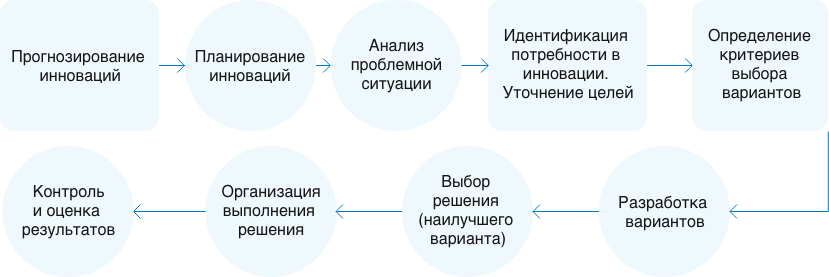 Прогнозирование
инноваций
Планирование
инноваций
Анализ
проблемной
ситуации
Идентификация
потребности в
инновации.
Уточнение целей
Определение
критериев
выбора
вариантов
Разработка
вариантов
Выбор
решения
(наилучшего
варианта)
Организация
выполнения
решения
Контроль
и оценка
результатов